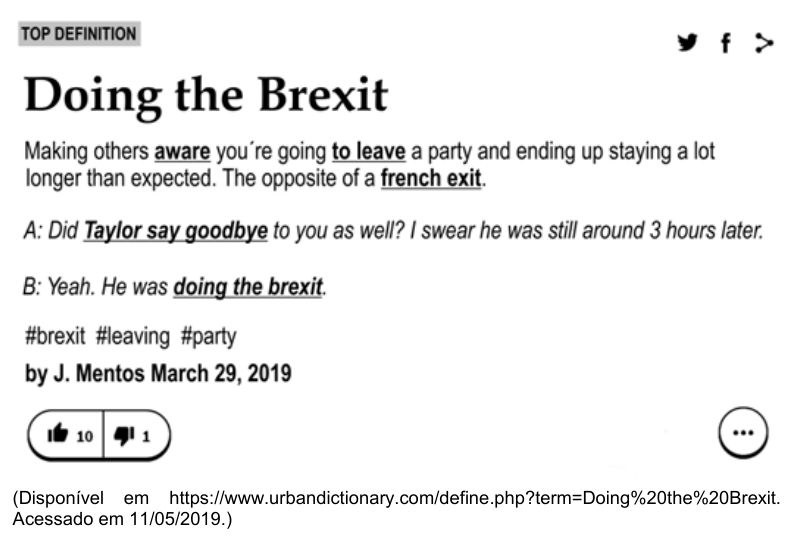 TOP DEFINITION
Doing the Brexit
Making others aware you´re going to leave a party and ending up staying a lot
longer than expected. The opposite of a french exit.
A: Did Taylor say goodbye to you as well? I swear he was still around 3 hours later.
B: Yeah. He was doing the brexit.
#brexit #leaving #party
by J. Mentos March 29, 2019
10 1
(Disponível em https://www.urbandictionary.com/define.php?term=Doing%20the%20Brexit.
Acessado em 11/05/2019.)